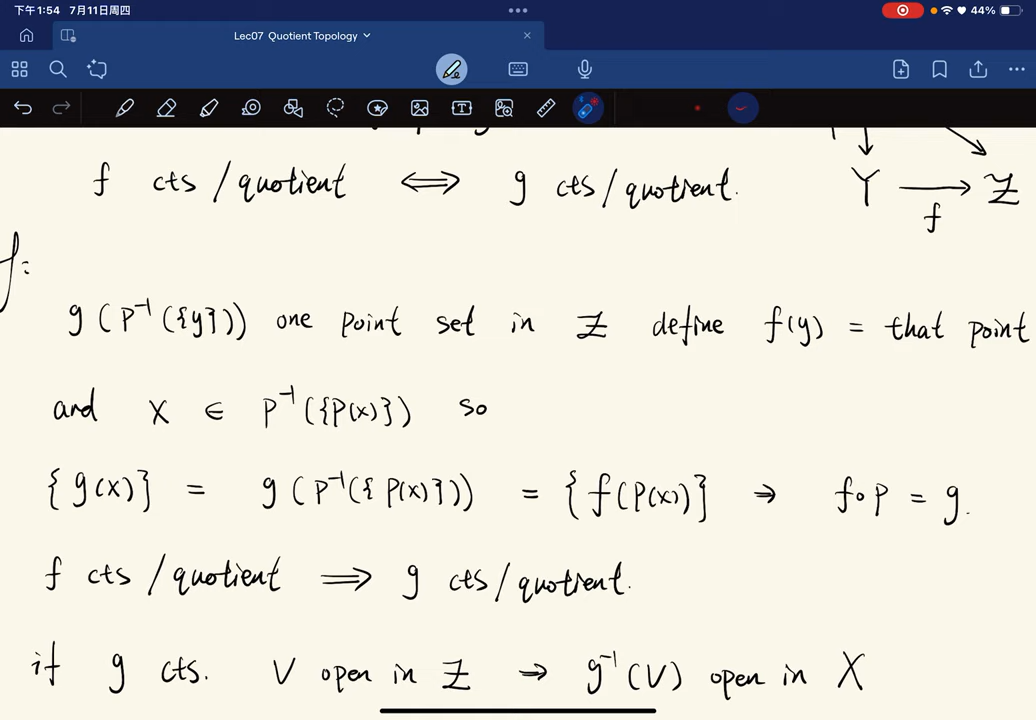 下午1:54 7月11日周四
44%
Lec07 Quotient Topology
f cts /quotient ⟺ g cts/quotient.
Y Z
f
f:
g(P⁻¹({y})) one point set in Z define f(y) = that point
and x ∈ P⁻¹({P(x)}) so
{g(x)} = g(P⁻¹({P(x)})) = {f(P(x))} → f∘P = g.
f cts /quotient ⟹ g cts/quotient.
if g cts. V open in Z → g⁻¹(V) open in X